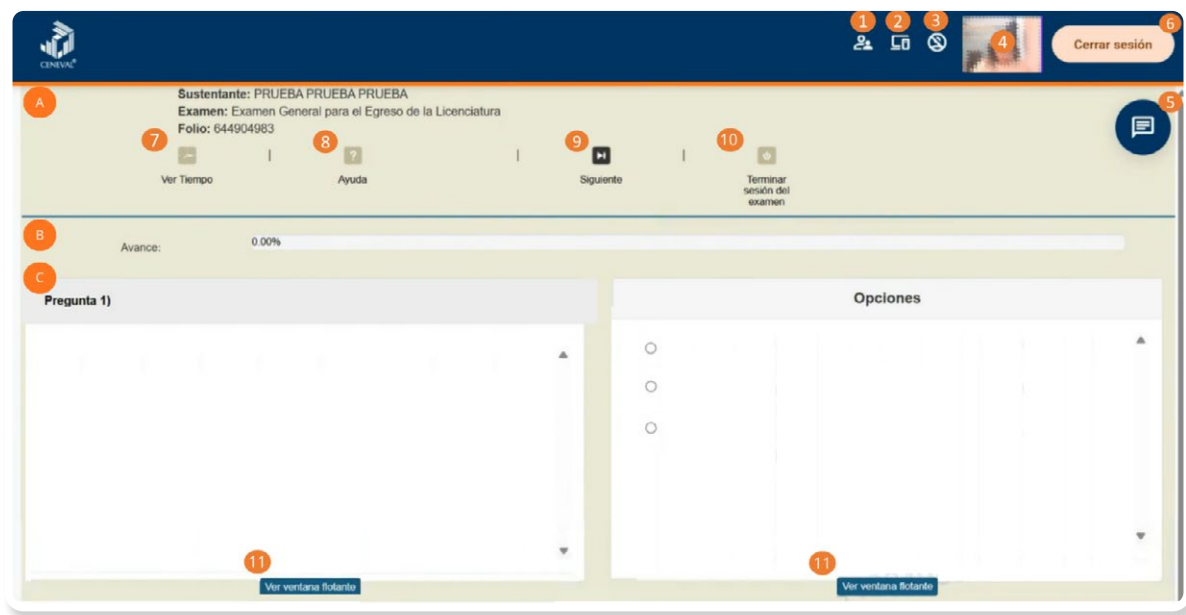 1 2 3 6
CENEVAL®
4
Cerrar sesión
A
5
Sustentante: PRUEBA PRUEBA PRUEBA
Examen: Examen General para el Egreso de la Licenciatura
Folio: 644904983
7 8 9 10
Ver Tiempo
Ayuda
Siguiente
Terminar
sesión del
examen
B
Avance:
0.00%
C
Pregunta 1)
Opciones
11
Ver ventana flotante
11
Ver ventana flotante